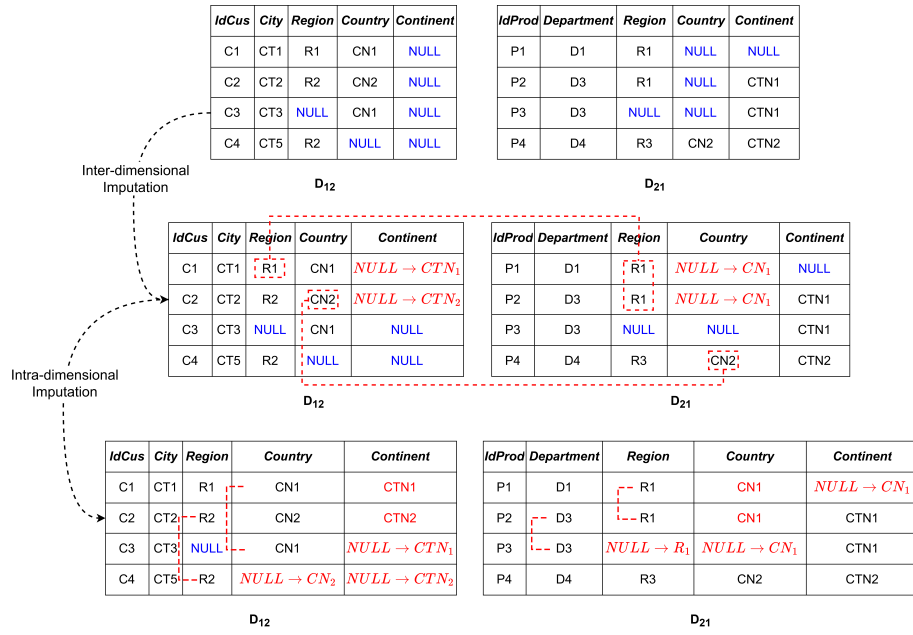 IdCus City Region Country Continent
C1 CT1 R1 CN1 NULL
C2 CT2 R2 CN2 NULL
C3 CT3 NULL CN1 NULL
C4 CT5 R2 NULL NULL
D12
IdProd Department Region Country Continent
P1 D1 R1 NULL NULL
P2 D3 R1 NULL CTN1
P3 D3 NULL NULL CTN1
P4 D4 R3 CN2 CTN2
D21
Inter-dimensional
Imputation
IdCus City Region Country Continent
C1 CT1 R1 CN1 NULL → CTN1
C2 CT2 R2 CN2 NULL → CTN2
C3 CT3 NULL CN1 NULL
C4 CT5 R2 NULL NULL
D12
IdProd Department Region Country Continent
P1 D1 R1 NULL → CN1 NULL
P2 D3 R1 NULL → CN1 CTN1
P3 D3 NULL NULL CTN1
P4 D4 R3 CN2 CTN2
D21
Intra-dimensional
Imputation
IdCus City Region Country Continent
C1 CT1 R1 CN1 CTN1
C2 CT2 R2 CN2 CTN2
C3 CT3 NULL CN1 NULL → CTN1
C4 CT5 R2 NULL → CN2 NULL → CTN2
D12
IdProd Department Region Country Continent
P1 D1 R1 CN1 NULL → CN1
P2 D3 R1 CN1 CTN1
P3 D3 NULL → R1 NULL → CN1 CTN1
P4 D4 R3 CN2 CTN2
D21